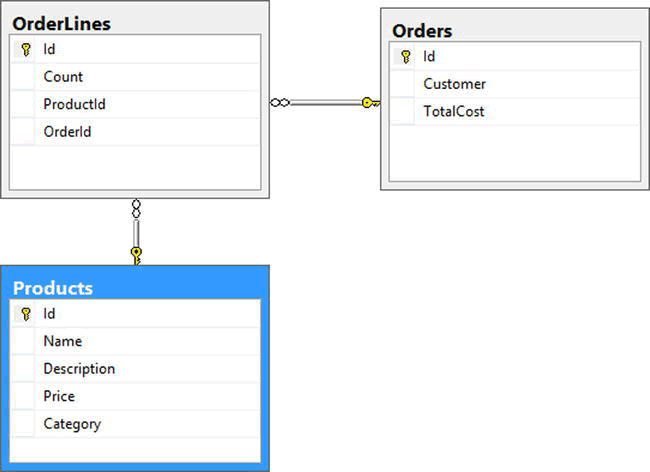 OrderLines
Id
Count
ProductId
OrderId
Orders
Id
Customer
TotalCost
Products
Id
Name
Description
Price
Category